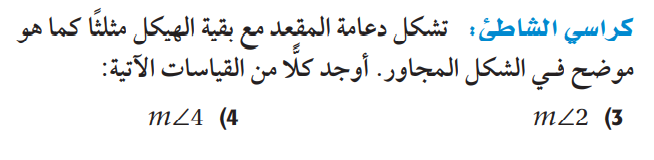 كراسي الشاطئ: تشكل دعامة المقعد مع بقية الهيكل مثلثًا كما هو
موضح في الشكل المجاور. أوجد كلًّا من القياسات الآتية:
3) m∠2 4) m∠4